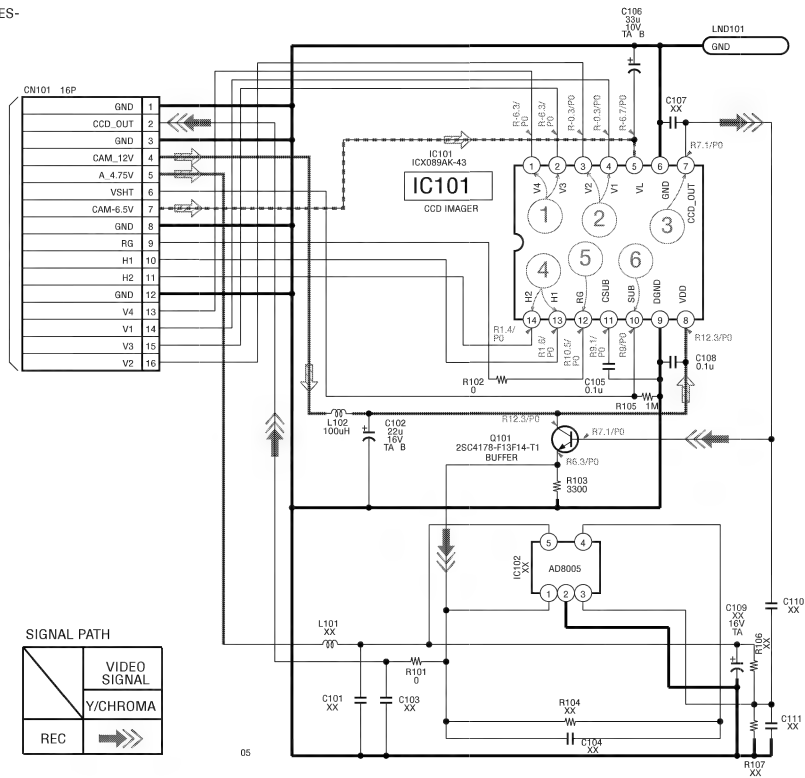 ES-
CN101 16P
GND 1
CCD_OUT 2
GND 3
CAM_12V 4
A_4.75V 5
VSHT 6
CAM-6.5V 7
GND 8
RG 9
H1 10
H2 11
GND 12
V4 13
V1 14
V3 15
V2 16
C106
33u
10V
TA B
LND101
GND
R-6.3/
P0
R-6.3/
P0
R-0.3/P0
R-0.3/P0
R-6.7/P0
C107
XX
R7.1/P0
IC101
ICX089AK-43
IC101
CCD IMAGER
1 2 3 4 5 6 7
V4 V3 V2 V1 VL GND CCD_OUT
1 2 3
4 5 6
H2 H1 RG CSUB SUB DGND VDD
14 13 12 11 10 9 8
R1.4/
P0
R1.6/
P0
R10.5/
P0
R9.1/
P0
R9/P0
R12.3/P0
C108
0.1u
R102
0
C105
0.1u
R105 1M
L102
100uH
C102
22u
16V
TA B
R12.3/P0
Q101
2SC4178-F13F14-T1
BUFFER
R7.1/P0
R6.3/P0
R103
3300
5 4
IC102
XX
AD8005
1 2 3
L101
XX
C109
XX
16V
TA
R106
XX
C110
XX
R101
0
C101
XX
C103
XX
R104
XX
C104
XX
C111
XX
R107
XX
SIGNAL PATH
VIDEO
SIGNAL
Y/CHROMA
REC
05